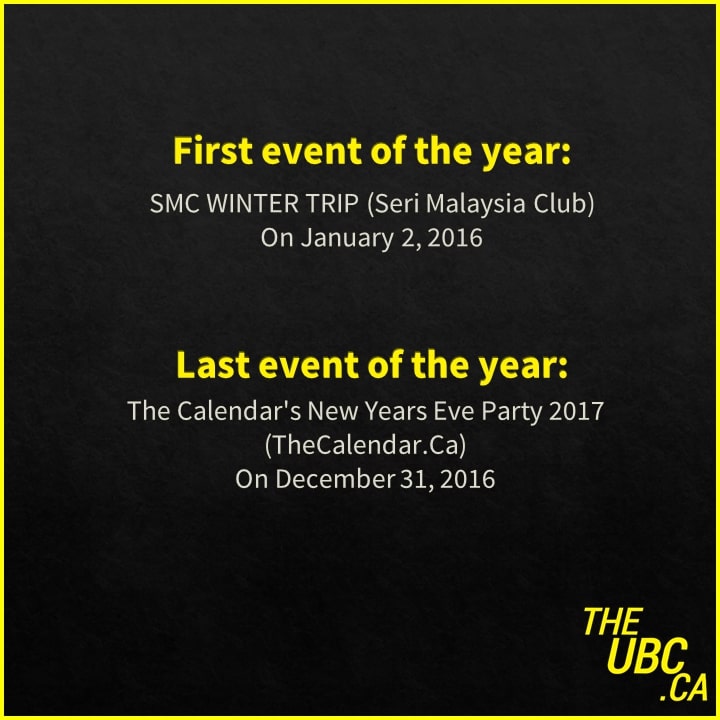 First event of the year:
SMC WINTER TRIP (Seri Malaysia Club)
On January 2, 2016
Last event of the year:
The Calendar's New Years Eve Party 2017
(TheCalendar.Ca)
On December 31, 2016
THE
UBC
.CA